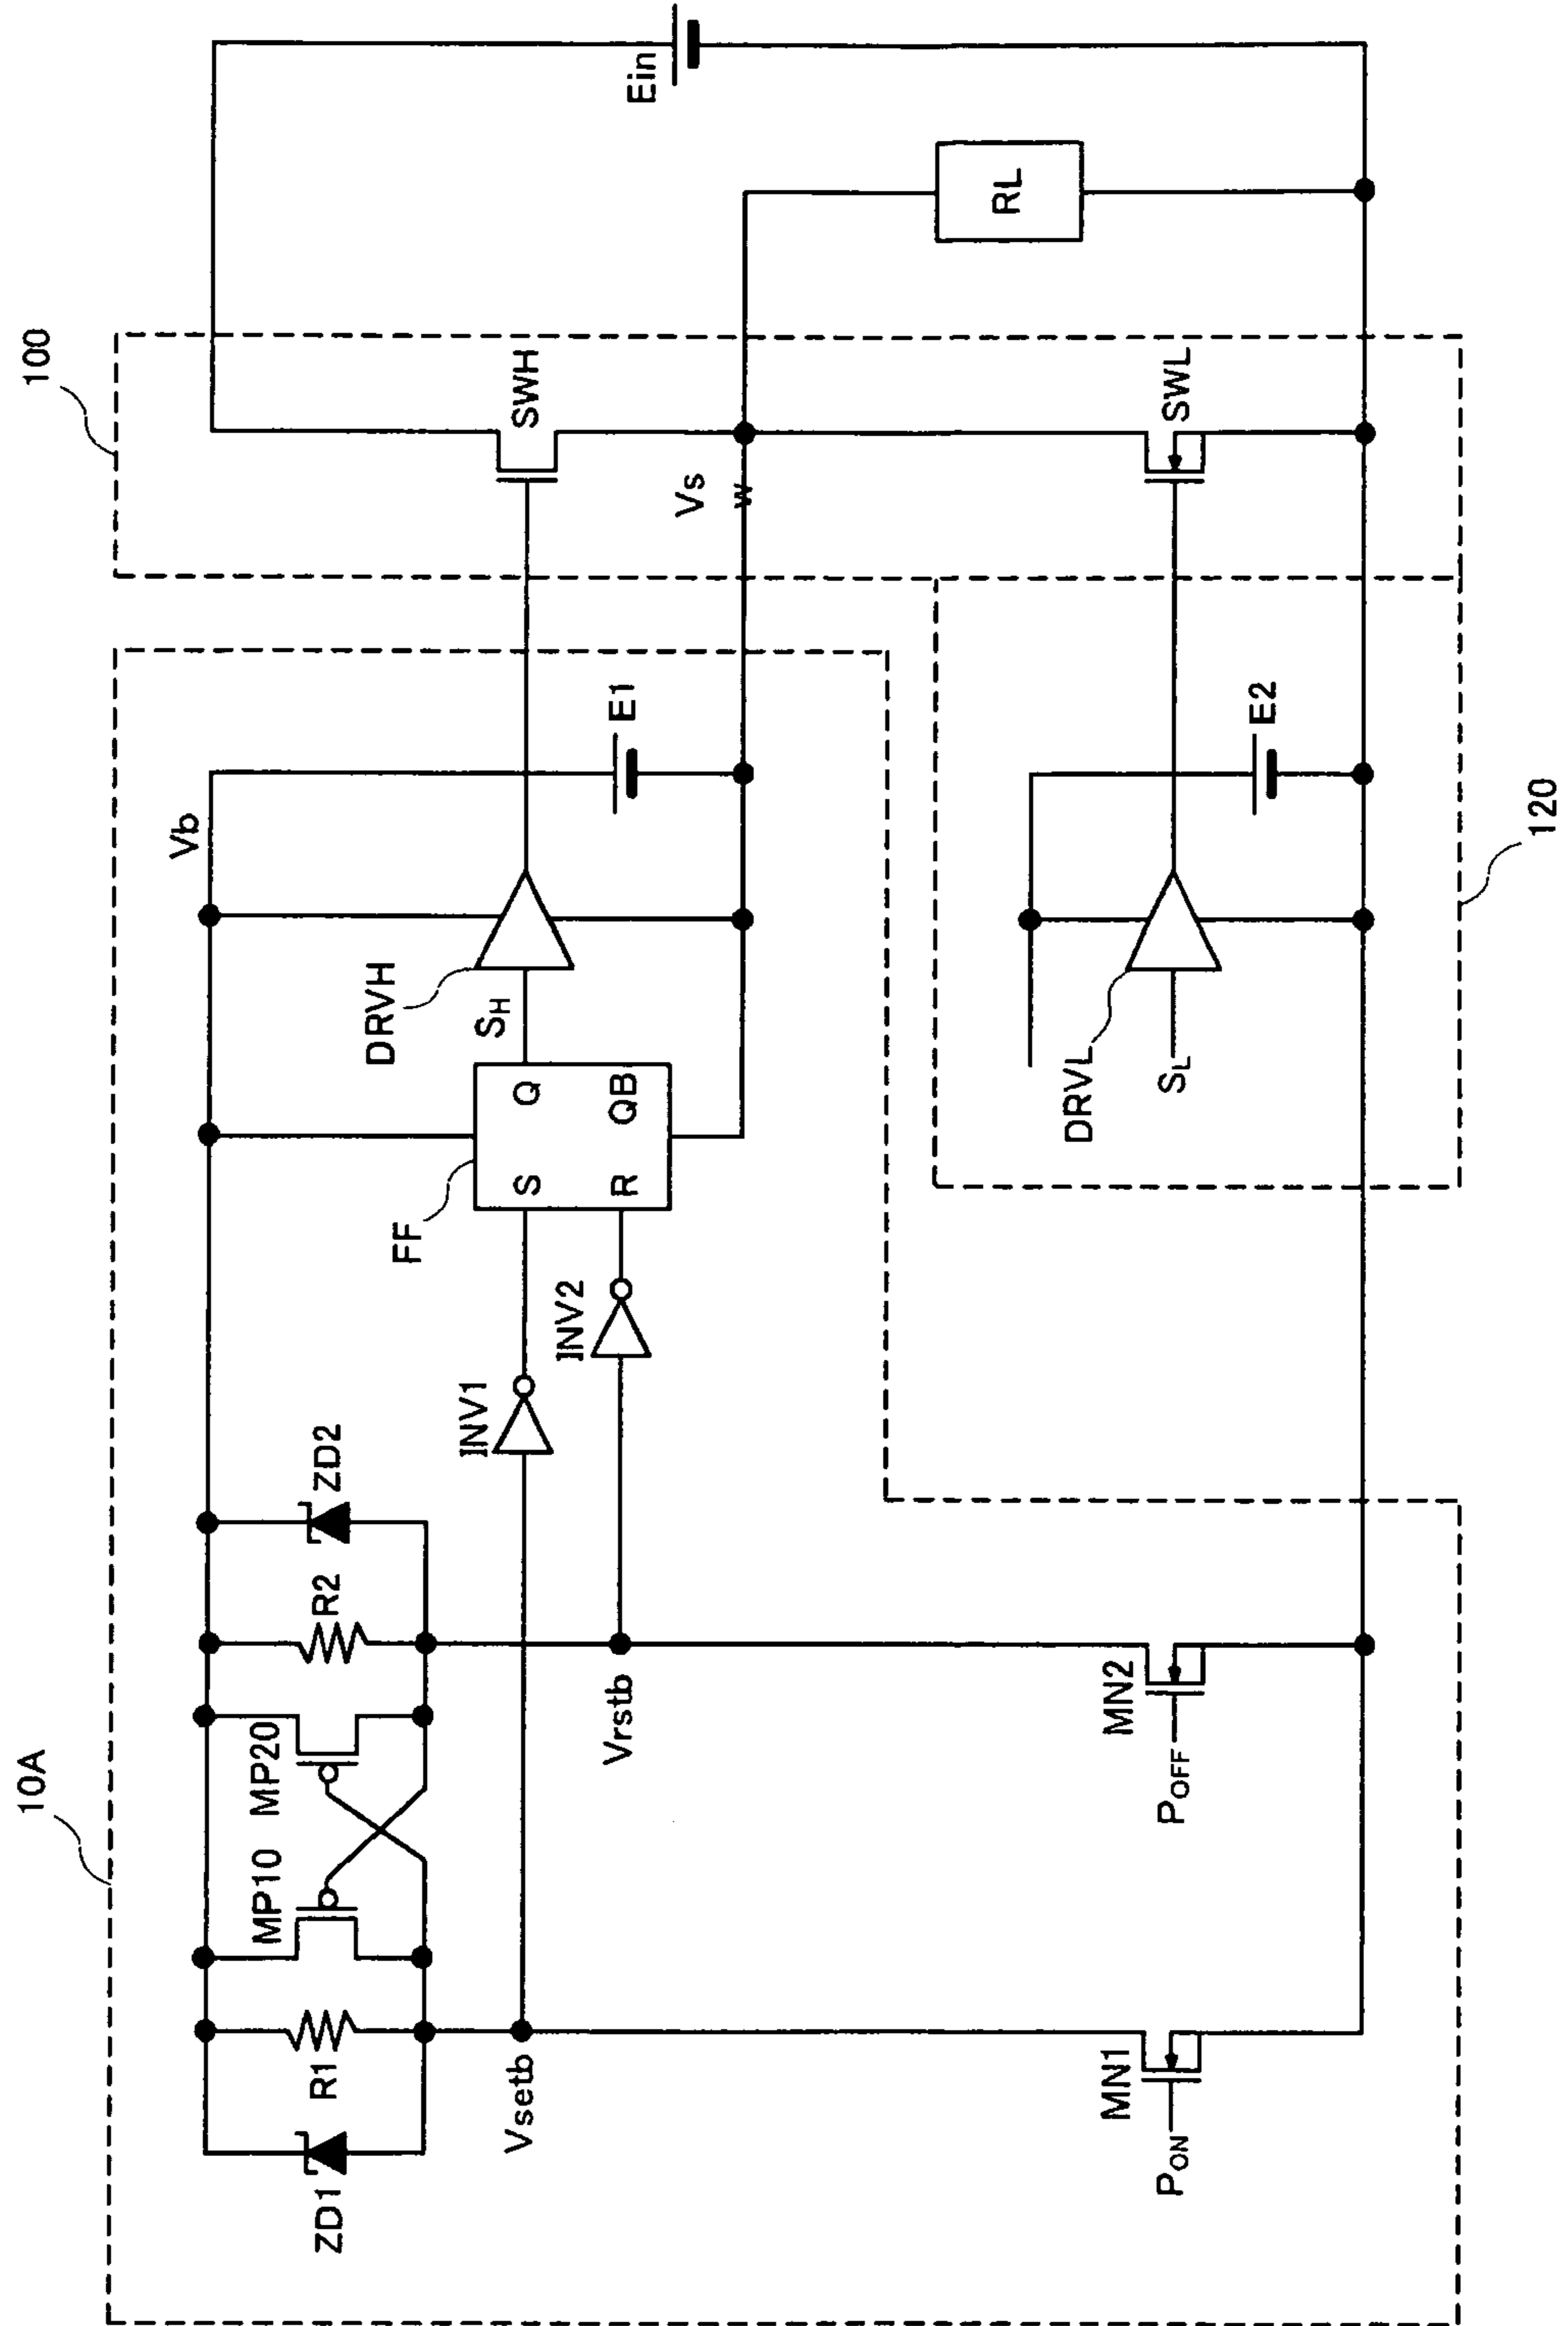 10A
100
ZD1
R1
MP10
MP20
R2
ZD2
Vb
Ein
Vsetb
Vrstb
INV1
INV2
FF
S
R
Q
QB
SH
DRVH
E1
SWH
Vs
w
RL
PON
MN1
POFF
MN2
SL
DRVL
E2
SWL
120